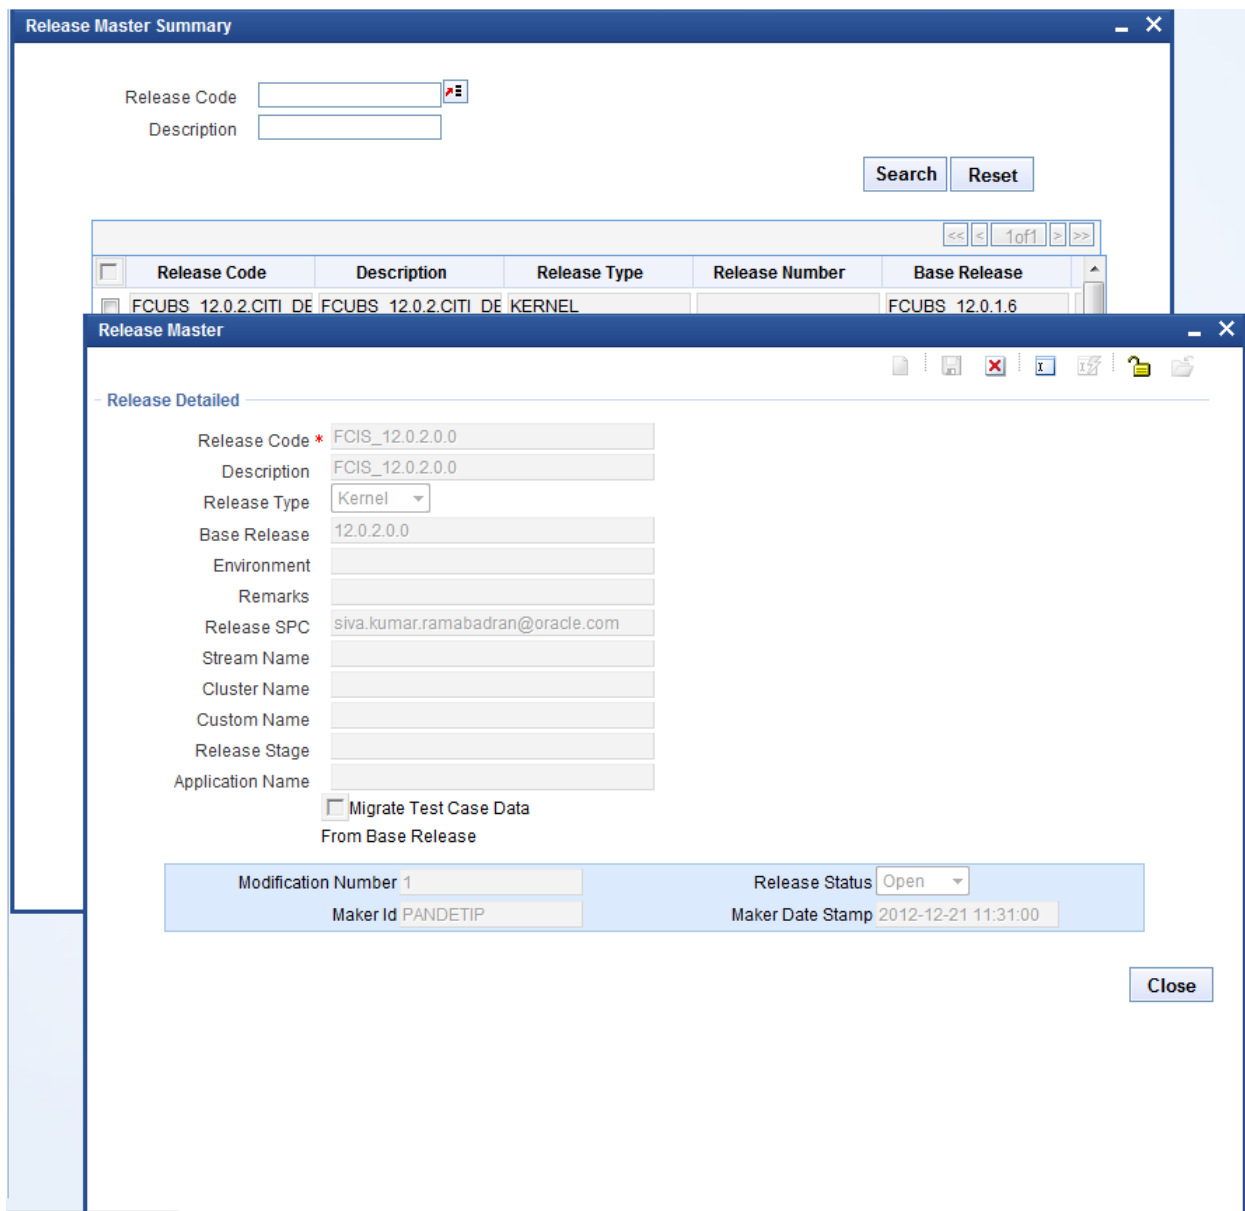 Release Master Summary
Release Code
Description
Search Reset
<< < 1of1 > >>
Release Code Description Release Type Release Number Base Release
FCUBS_12.0.2.CITI_DE FCUBS_12.0.2.CITI_DE KERNEL FCUBS_12.0.1.6
Release Master
Release Detailed
Release Code * FCIS_12.0.2.0.0
Description FCIS_12.0.2.0.0
Release Type Kernel
Base Release 12.0.2.0.0
Environment
Remarks
Release SPC siva.kumar.ramabadran@oracle.com
Stream Name
Cluster Name
Custom Name
Release Stage
Application Name
Migrate Test Case Data
From Base Release
Modification Number 1 Release Status Open
Maker Id PANDETIP Maker Date Stamp 2012-12-21 11:31:00
Close